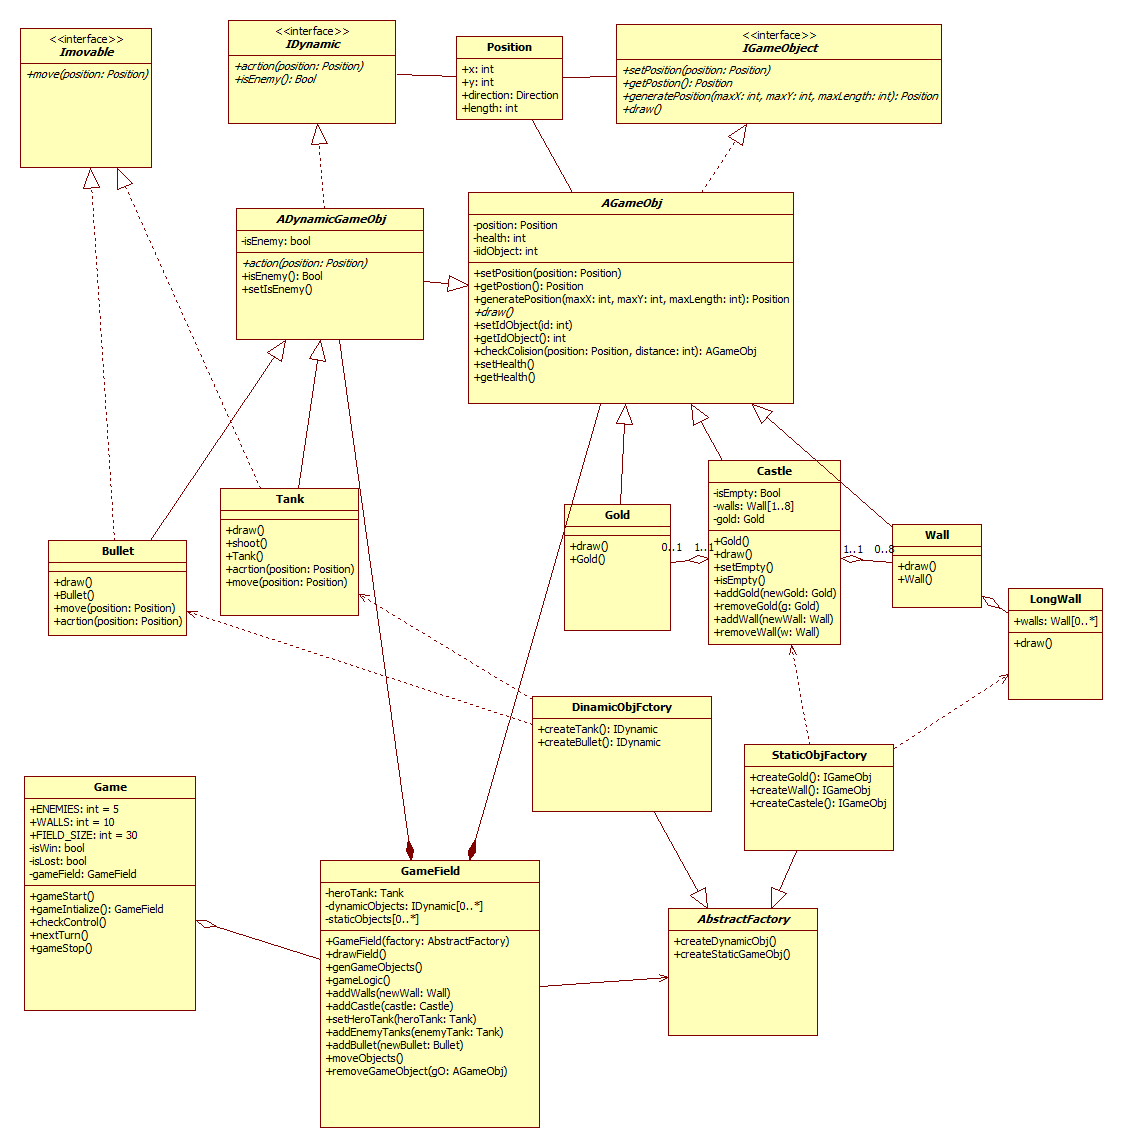 <<interface>>
Imovable
+move(position: Position)
<<interface>>
IDynamic
+acrtion(position: Position)
+isEnemy(): Bool
Position
+x: int
+y: int
+direction: Direction
+length: int
<<interface>>
IGameObject
+setPosition(position: Position)
+getPostion(): Position
+generatePosition(maxX: int, maxY: int, maxLength: int): Position
+draw()
ADynamicGameObj
-isEnemy: bool
+action(position: Position)
+isEnemy(): Bool
+setIsEnemy()
AGameObj
-position: Position
-health: int
-iidObject: int
+setPosition(position: Position)
+getPostion(): Position
+generatePosition(maxX: int, maxY: int, maxLength: int): Position
+draw()
+setIdObject(id: int)
+getIdObject(): int
+checkColision(position: Position, distance: int): AGameObj
+setHealth()
+getHealth()
Bullet
+draw()
+Bullet()
+move(position: Position)
+acrtion(position: Position)
Tank
+draw()
+shoot()
+Tank()
+acrtion(position: Position)
+move(position: Position)
Gold
+draw()
+Gold()
0..1
1..1
Castle
-isEmpty: Bool
-walls: Wall[1..8]
-gold: Gold
+Gold()
+draw()
+setEmpty()
+isEmpty()
+addGold(newGold: Gold)
+removeGold(g: Gold)
+addWall(newWall: Wall)
+removeWall(w: Wall)
1..1
0..8
Wall
+draw()
+Wall()
LongWall
+walls: Wall[0..*]
+draw()
DinamicObjFctory
+createTank(): IDynamic
+createBullet(): IDynamic
StaticObjFactory
+createGold(): IGameObj
+createWall(): IGameObj
+createCastele(): IGameObj
Game
+ENEMIES: int = 5
+WALLS: int = 10
+FIELD_SIZE: int = 30
-isWin: bool
-isLost: bool
-gameField: GameField
+gameStart()
+gameIntialize(): GameField
+checkControl()
+nextTurn()
+gameStop()
GameField
-heroTank: Tank
-dynamicObjects: IDynamic[0..*]
-staticObjects[0..*]
+GameField(factory: AbstractFactory)
+drawField()
+genGameObjects()
+gameLogic()
+addWalls(newWall: Wall)
+addCastle(castle: Castle)
+setHeroTank(heroTank: Tank)
+addEnemyTanks(enemyTank: Tank)
+addBullet(newBullet: Bullet)
+moveObjects()
+removeGameObject(gO: AGameObj)
AbstractFactory
+createDynamicObj()
+createStaticGameObj()